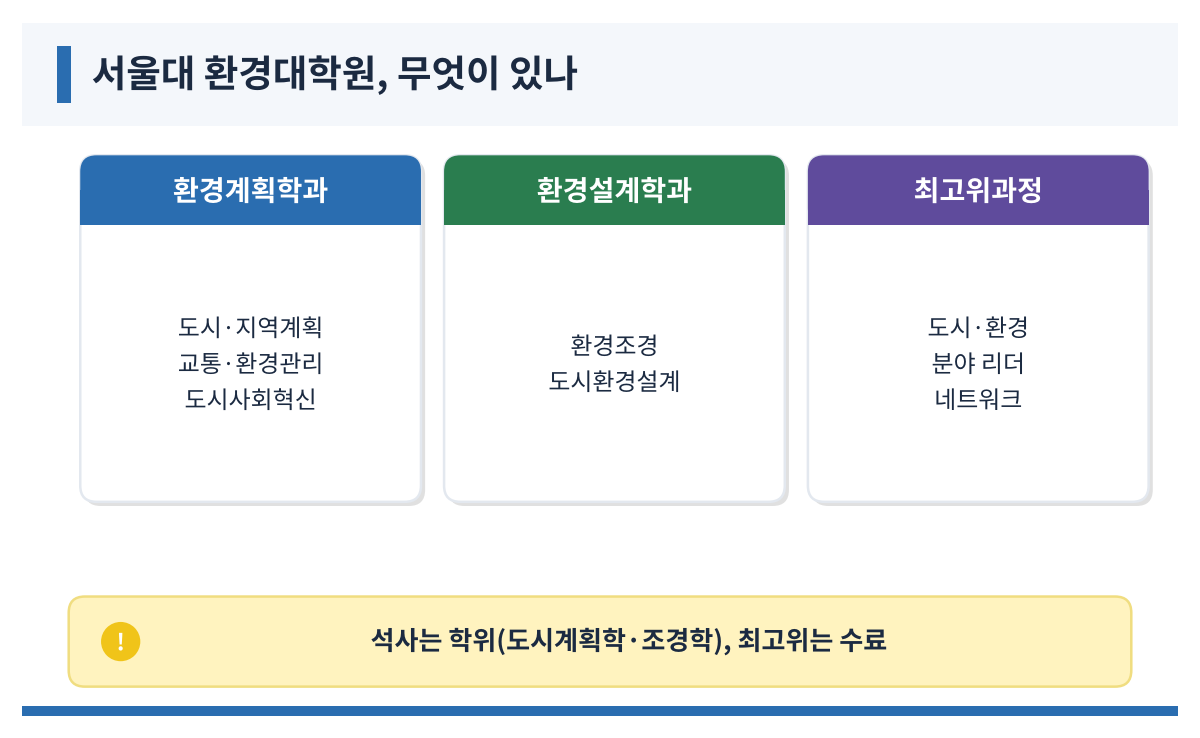 서울대 환경대학원, 무엇이 있나
환경계획학과
도시·지역계획
교통·환경관리
도시사회혁신
환경설계학과
환경조경
도시환경설계
최고위과정
도시·환경
분야 리더
네트워크
!
석사는 학위(도시계획학·조경학), 최고위는 수료